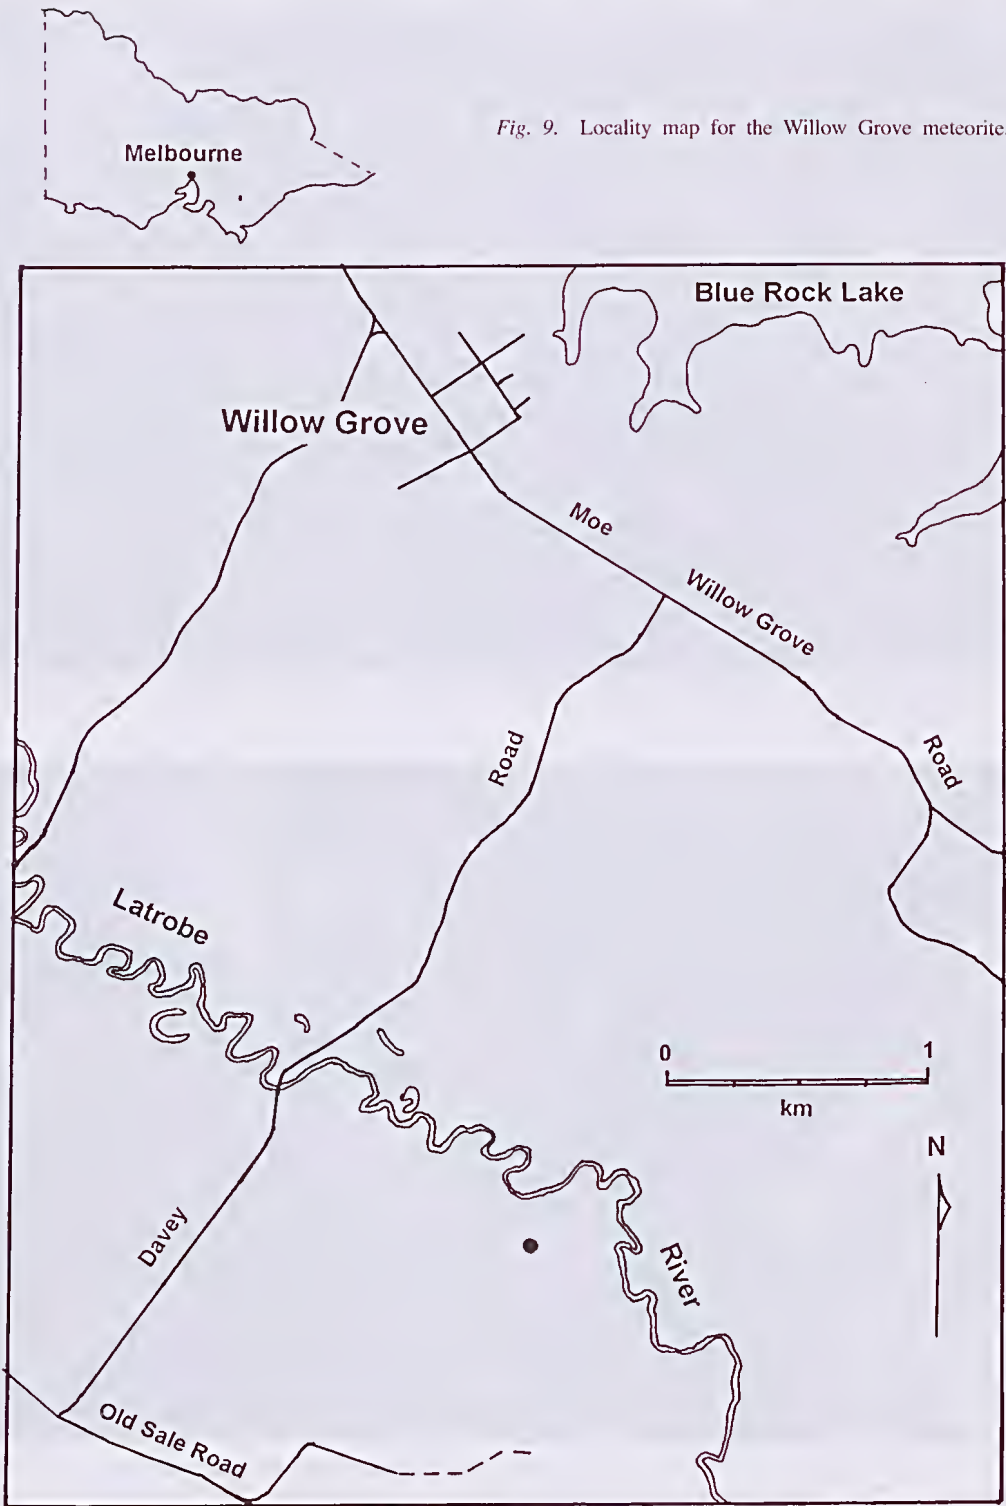 Melbourne
Fig. 9. Locality map for the Willow Grove meteorite.
Blue Rock Lake
Willow Grove
Moe
Willow Grove
Road
Road
Latrobe
0 1
km
N
Davey
River
Old Sale Road